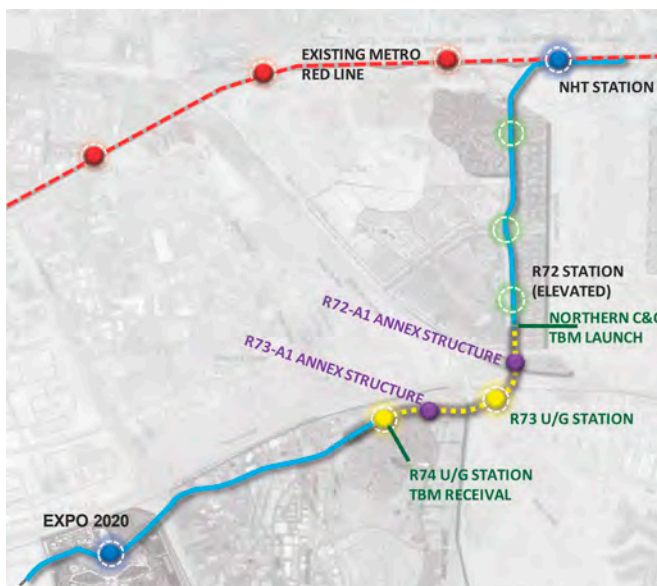 EXISTING METRO
RED LINE
NHT STATION
R72 STATION
(ELEVATED)
R72-A1 ANNEX STRUCTURE
NORTHERN C&C
TBM LAUNCH
R73-A1 ANNEX STRUCTURE
R73 U/G STATION
R74 U/G STATION
TBM RECEIVAL
EXPO 2020